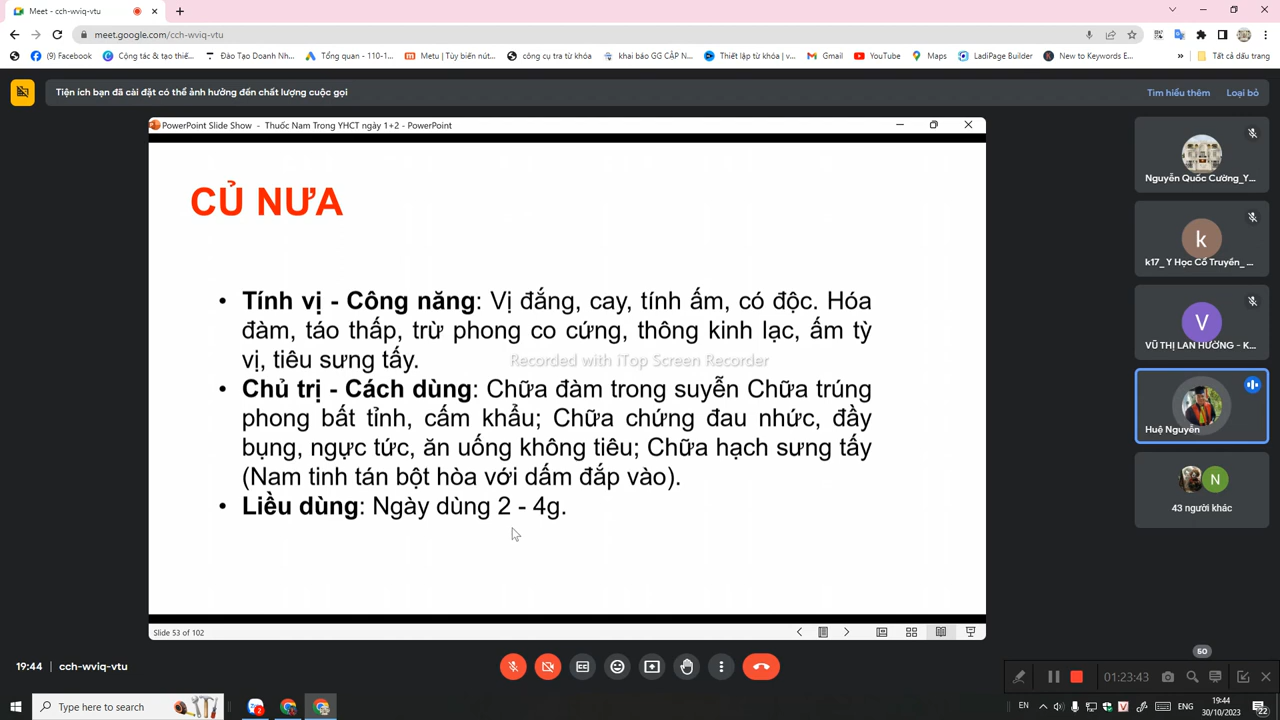 Meet - cch-wviq-vtu
meet.google.com/cch-wviq-vtu
(3) Facebook
Công tác & tạo thiế...
Đào Tạo Doanh Nh...
Tổng quan - 110-1...
Metu | Tùy biến nút...
công cụ tra từ khóa
khai báo GG CẬP N...
Thiết lập từ khóa | v...
Gmail
YouTube
Maps
LadiPage Builder
New to Keywords E...
Tất cả dấu trang
Tiện ích bạn đã cài đặt có thể ảnh hưởng đến chất lượng cuộc gọi
Tìm hiểu thêm
Loại bỏ
PowerPoint Slide Show - Thuốc Nam Trong YHCT ngày 1+2 - PowerPoint
CỦ NƯA
• Tính vị - Công năng: Vị đắng, cay, tính ấm, có độc. Hóa
đàm, táo thấp, trừ phong co cứng, thông kinh lạc, ấm tỳ
vị, tiêu sưng tấy.
Recorded with iTop Screen Recorder
• Chủ trị - Cách dùng: Chữa đàm trong suyễn Chữa trúng
phong bất tỉnh, cấm khẩu; Chữa chứng đau nhức, đầy
bụng, ngực tức, ăn uống không tiêu; Chữa hạch sưng tấy
(Nam tinh tán bột hòa với dấm đắp vào).
• Liều dùng: Ngày dùng 2 - 4g.
Slide 53 of 102
Nguyễn Quốc Cường_Y...
k
k17_ Y Học Cổ Truyền_ ...
V
VŨ THỊ LAN HƯỜNG - K...
Huệ Nguyễn
N
43 người khác
50
19:44
cch-wviq-vtu
01:23:43
Type here to search
2
EN
V
ENG
19:44
30/10/2023
22